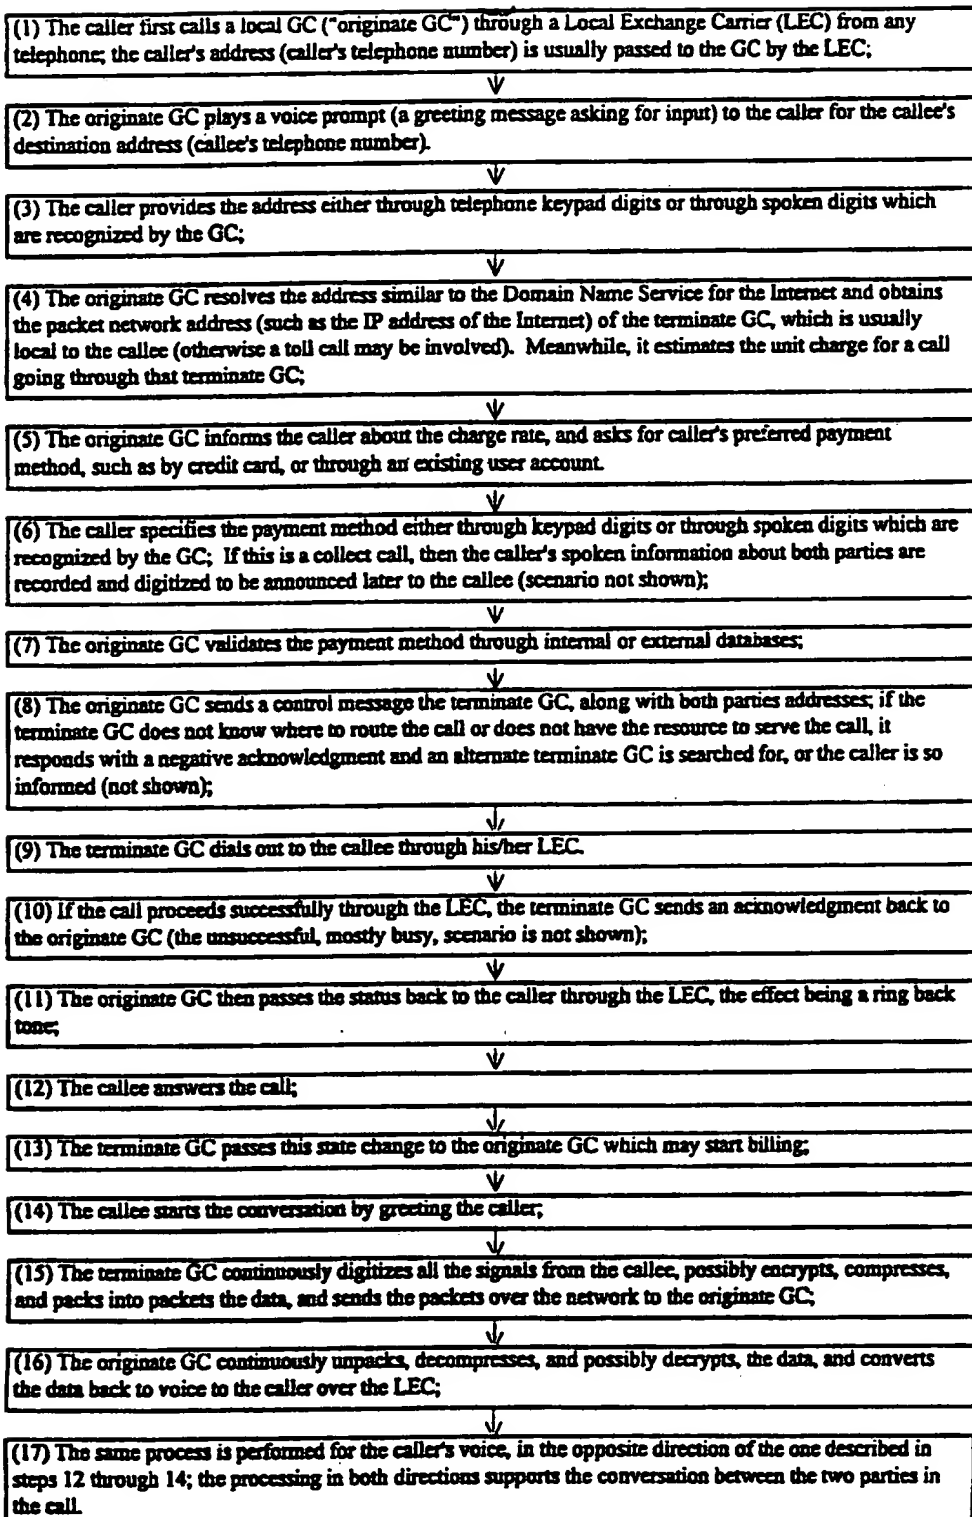 (1) The caller first calls a local GC ("originate GC") through a Local Exchange Carrier (LEC) from any
telephone; the caller's address (caller's telephone number) is usually passed to the GC by the LEC;
(2) The originate GC plays a voice prompt (a greeting message asking for input) to the caller for the callee's
destination address (callee's telephone number).
(3) The caller provides the address either through telephone keypad digits or through spoken digits which
are recognized by the GC;
(4) The originate GC resolves the address similar to the Domain Name Service for the Internet and obtains
the packet network address (such as the IP address of the Internet) of the terminate GC, which is usually
local to the callee (otherwise a toll call may be involved). Meanwhile, it estimates the unit charge for a call
going through that terminate GC;
(5) The originate GC informs the caller about the charge rate, and asks for caller's preferred payment
method, such as by credit card, or through an existing user account.
(6) The caller specifies the payment method either through keypad digits or through spoken digits which are
recognized by the GC; If this is a collect call, then the caller's spoken information about both parties are
recorded and digitized to be announced later to the callee (scenario not shown);
(7) The originate GC validates the payment method through internal or external databases;
(8) The originate GC sends a control message the terminate GC, along with both parties addresses; if the
terminate GC does not know where to route the call or does not have the resource to serve the call, it
responds with a negative acknowledgment and an alternate terminate GC is searched for, or the caller is so
informed (not shown);
(9) The terminate GC dials out to the callee through his/her LEC.
(10) If the call proceeds successfully through the LEC, the terminate GC sends an acknowledgment back to
the originate GC (the unsuccessful, mostly busy, scenario is not shown);
(11) The originate GC then passes the status back to the caller through the LEC, the effect being a ring back
tone;
(12) The callee answers the call;
(13) The terminate GC passes this state change to the originate GC which may start billing;
(14) The callee starts the conversation by greeting the caller;
(15) The terminate GC continuously digitizes all the signals from the callee, possibly encrypts, compresses,
and packs into packets the data, and sends the packets over the network to the originate GC;
(16) The originate GC continuously unpacks, decompresses, and possibly decrypts, the data, and converts
the data back to voice to the caller over the LEC;
(17) The same process is performed for the caller's voice, in the opposite direction of the one described in
steps 12 through 14; the processing in both directions supports the conversation between the two parties in
the call.